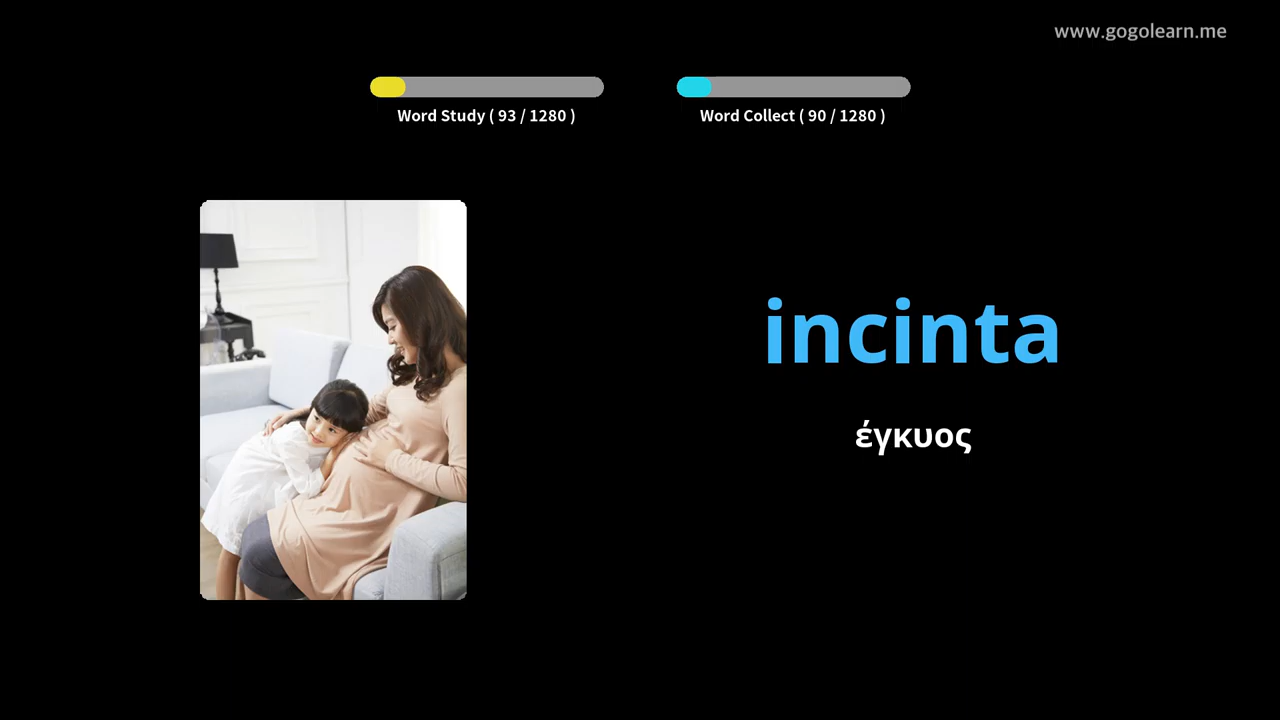 www.gogolearn.me
Word Study ( 93 / 1280 )
Word Collect ( 90 / 1280 )
incinta
έγκυος